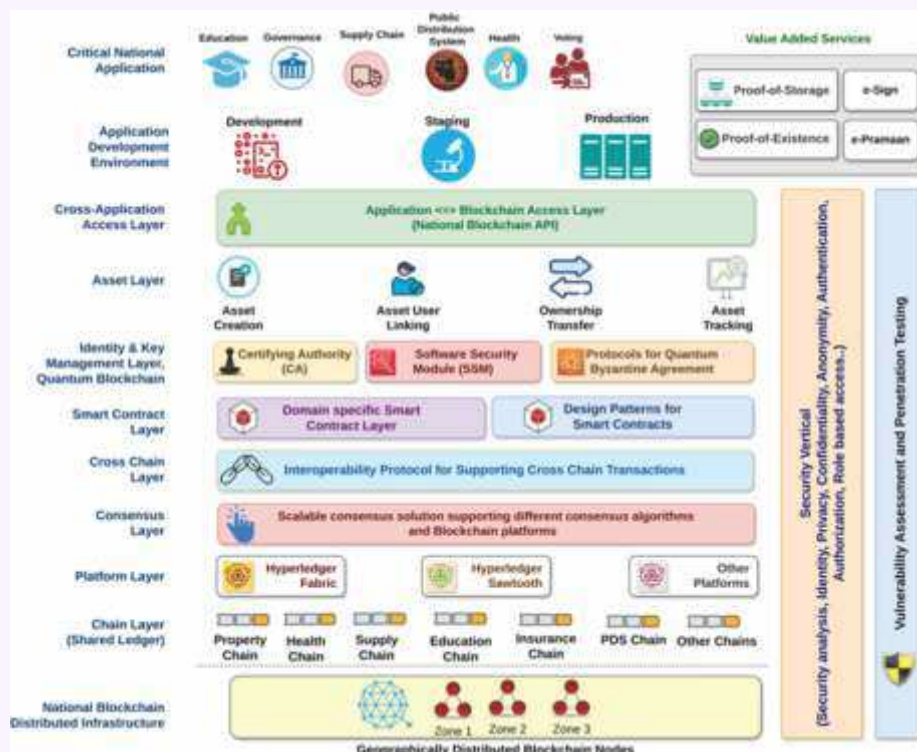 Critical National
Application
Education
Governance
Supply Chain
Public
Distribution
System
Health
Voting
Value Added Services
Proof-of-Storage
e-Sign
Proof-of-Existence
e-Pramaan
Application
Development
Environment
Development
Staging
Production
Cross-Application
Access Layer
Application <=> Blockchain Access Layer
(National Blockchain API)
Asset Layer
Asset
Creation
Asset User
Linking
Ownership
Transfer
Asset
Tracking
Identity & Key
Management Layer,
Quantum Blockchain
Certifying Authority
(CA)
Software Security
Module (SSM)
Protocols for Quantum
Byzantine Agreement
Smart Contract
Layer
Domain specific Smart
Contract Layer
Design Patterns for
Smart Contracts
Cross Chain
Layer
Interoperability Protocol for Supporting Cross Chain Transactions
Consensus
Layer
Scalable consensus solution supporting different consensus algorithms
and Blockchain platforms
Platform Layer
Hyperledger
Fabric
Hyperledger
Sawtooth
Other
Platforms
Chain Layer
(Shared Ledger)
Property
Chain
Health
Chain
Supply
Chain
Education
Chain
Insurance
Chain
PDS Chain
Other Chains
National Blockchain
Distributed Infrastructure
Zone 1
Zone 2
Zone 3
Geographically Distributed Blockchain Nodes
Security Vertical
(Security analysis, Identity, Privacy, Confidentiality, Anonymity, Authentication,
Authorization, Role based access..)
Vulnerability Assessment and Penetration Testing